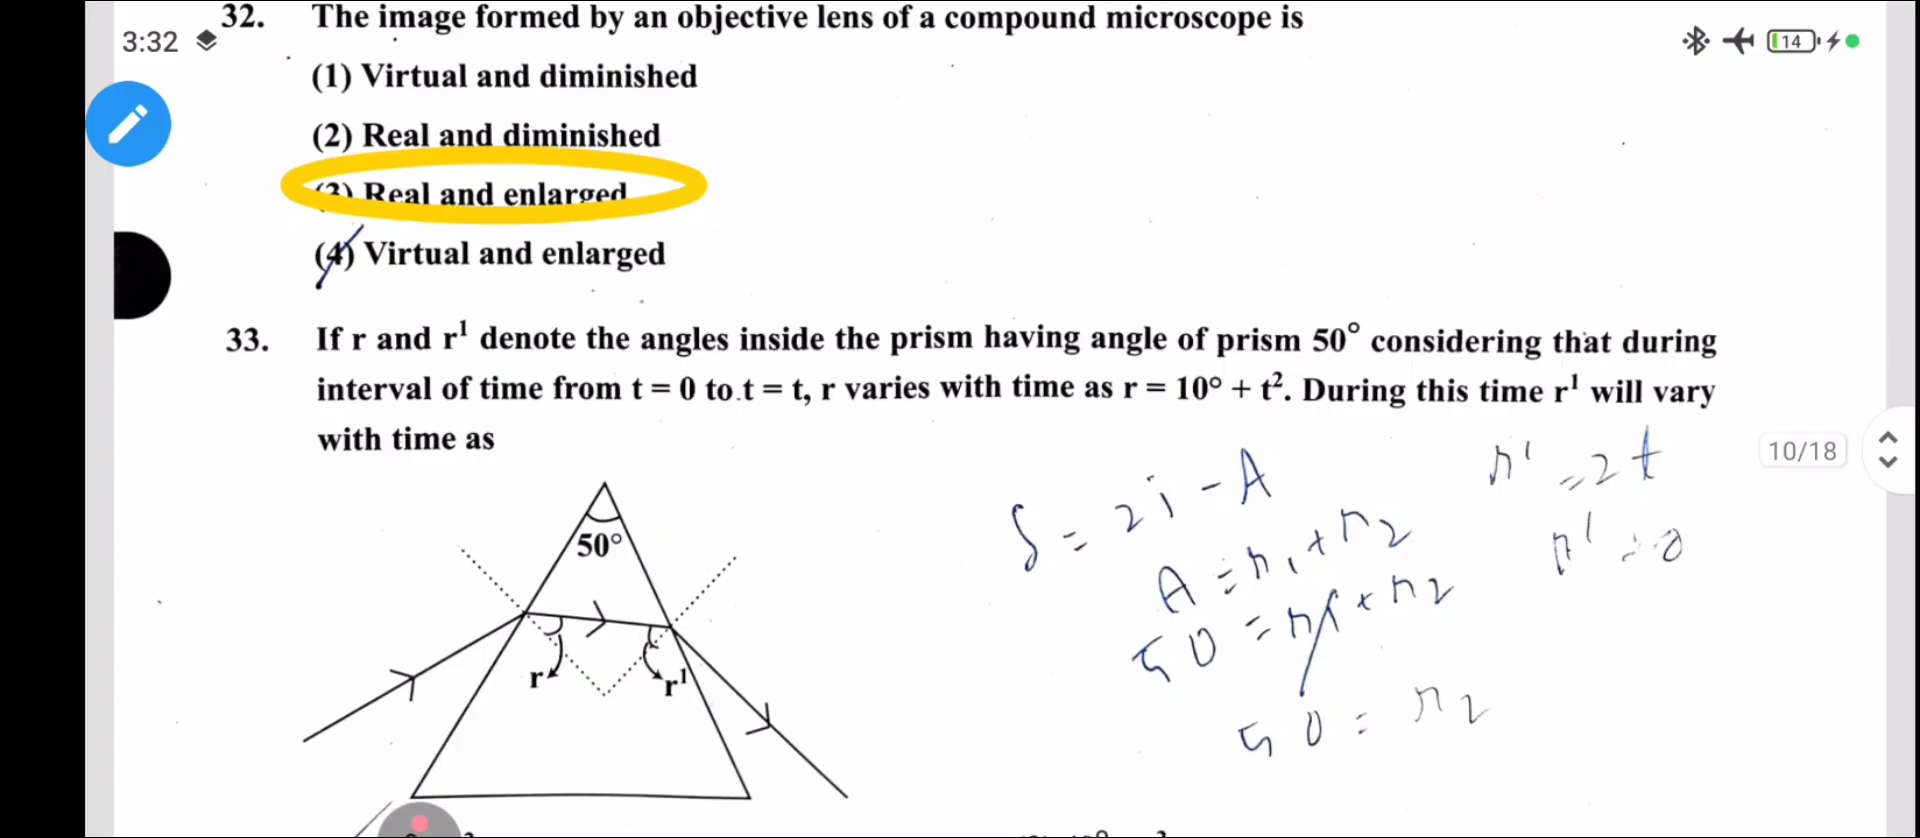 32. The image formed by an objective lens of a compound microscope is
3:32
14
(1) Virtual and diminished
(2) Real and diminished
(3) Real and enlarged
(4) Virtual and enlarged
33. If r and r¹ denote the angles inside the prism having angle of prism 50° considering that during
interval of time from t = 0 to t = t, r varies with time as r = 10° + t². During this time r¹ will vary
with time as
10/18
50°
r
r¹
δ = 2i - A
A = r₁ + r₂
50 = r₁ + r₂
50 = r₂
r' = 2t
r' = 0